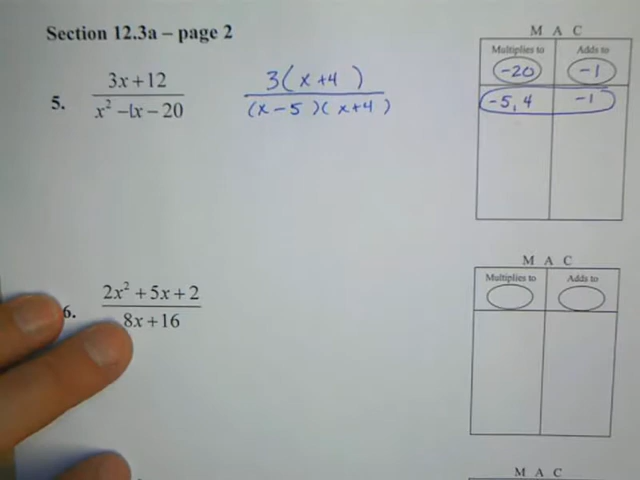 Section 12.3a – page 2
M A C
Multiplies to Adds to
-20 -1
-5, 4 -1
5. 3x + 12 3(x+4)
x² – 1x – 20 (x-5)(x+4)
M A C
Multiplies to Adds to
6. 2x² + 5x + 2
8x + 16
M A C